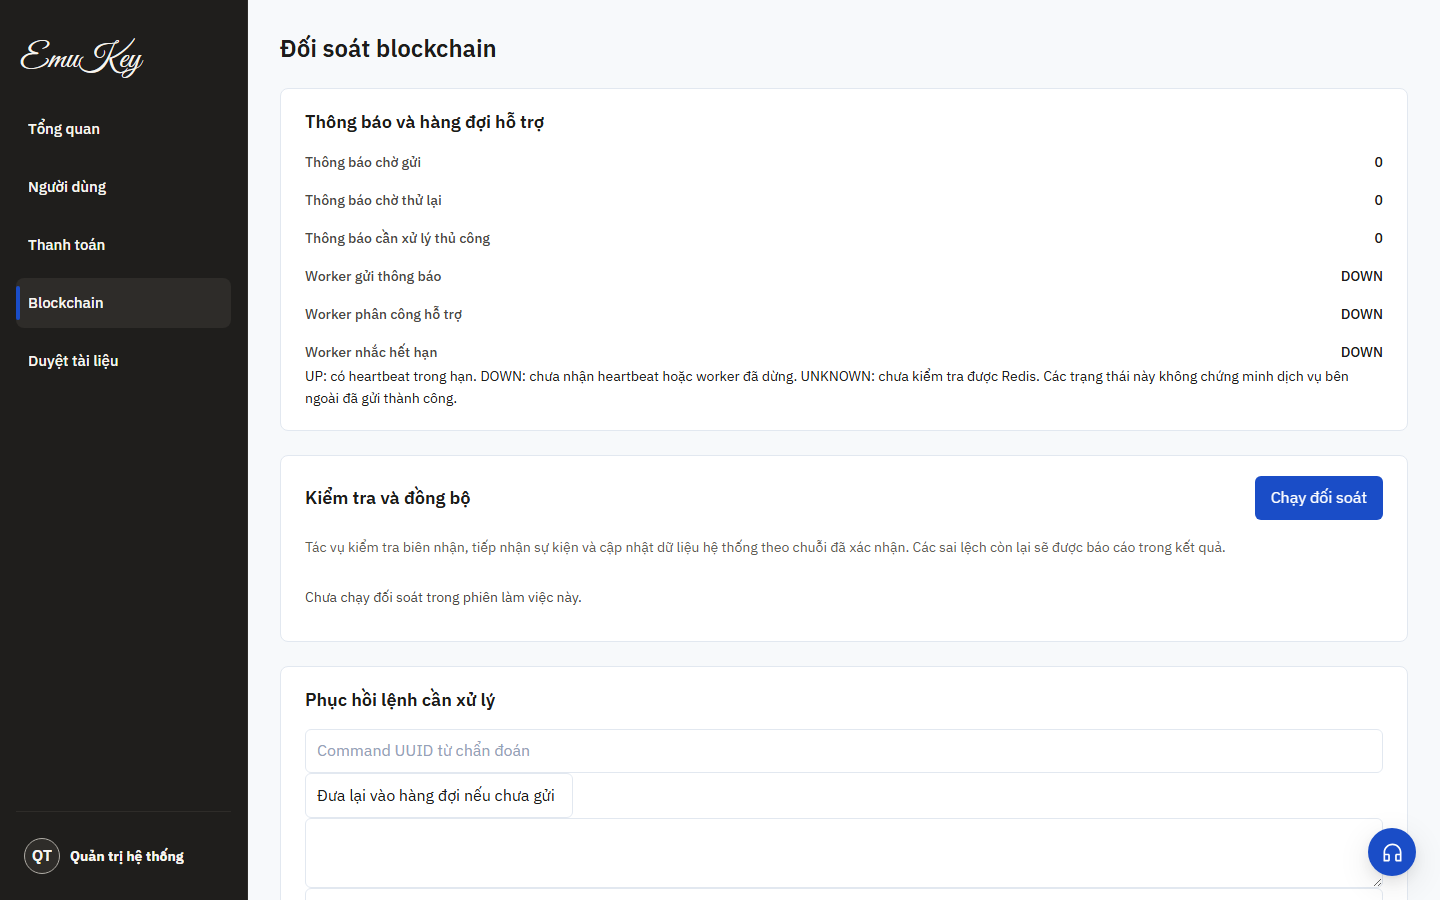 EmuKey
Tổng quan
Người dùng
Thanh toán
Blockchain
Duyệt tài liệu
QT
Quản trị hệ thống
Đối soát blockchain
Thông báo và hàng đợi hỗ trợ
Thông báo chờ gửi 0
Thông báo chờ thử lại 0
Thông báo cần xử lý thủ công 0
Worker gửi thông báo DOWN
Worker phân công hỗ trợ DOWN
Worker nhắc hết hạn DOWN
UP: có heartbeat trong hạn. DOWN: chưa nhận heartbeat hoặc worker đã dừng. UNKNOWN: chưa kiểm tra được Redis. Các trạng thái này không chứng minh dịch vụ bên
ngoài đã gửi thành công.
Kiểm tra và đồng bộ
Chạy đối soát
Tác vụ kiểm tra biên nhận, tiếp nhận sự kiện và cập nhật dữ liệu hệ thống theo chuỗi đã xác nhận. Các sai lệch còn lại sẽ được báo cáo trong kết quả.
Chưa chạy đối soát trong phiên làm việc này.
Phục hồi lệnh cần xử lý
Command UUID từ chẩn đoán
Đưa lại vào hàng đợi nếu chưa gửi